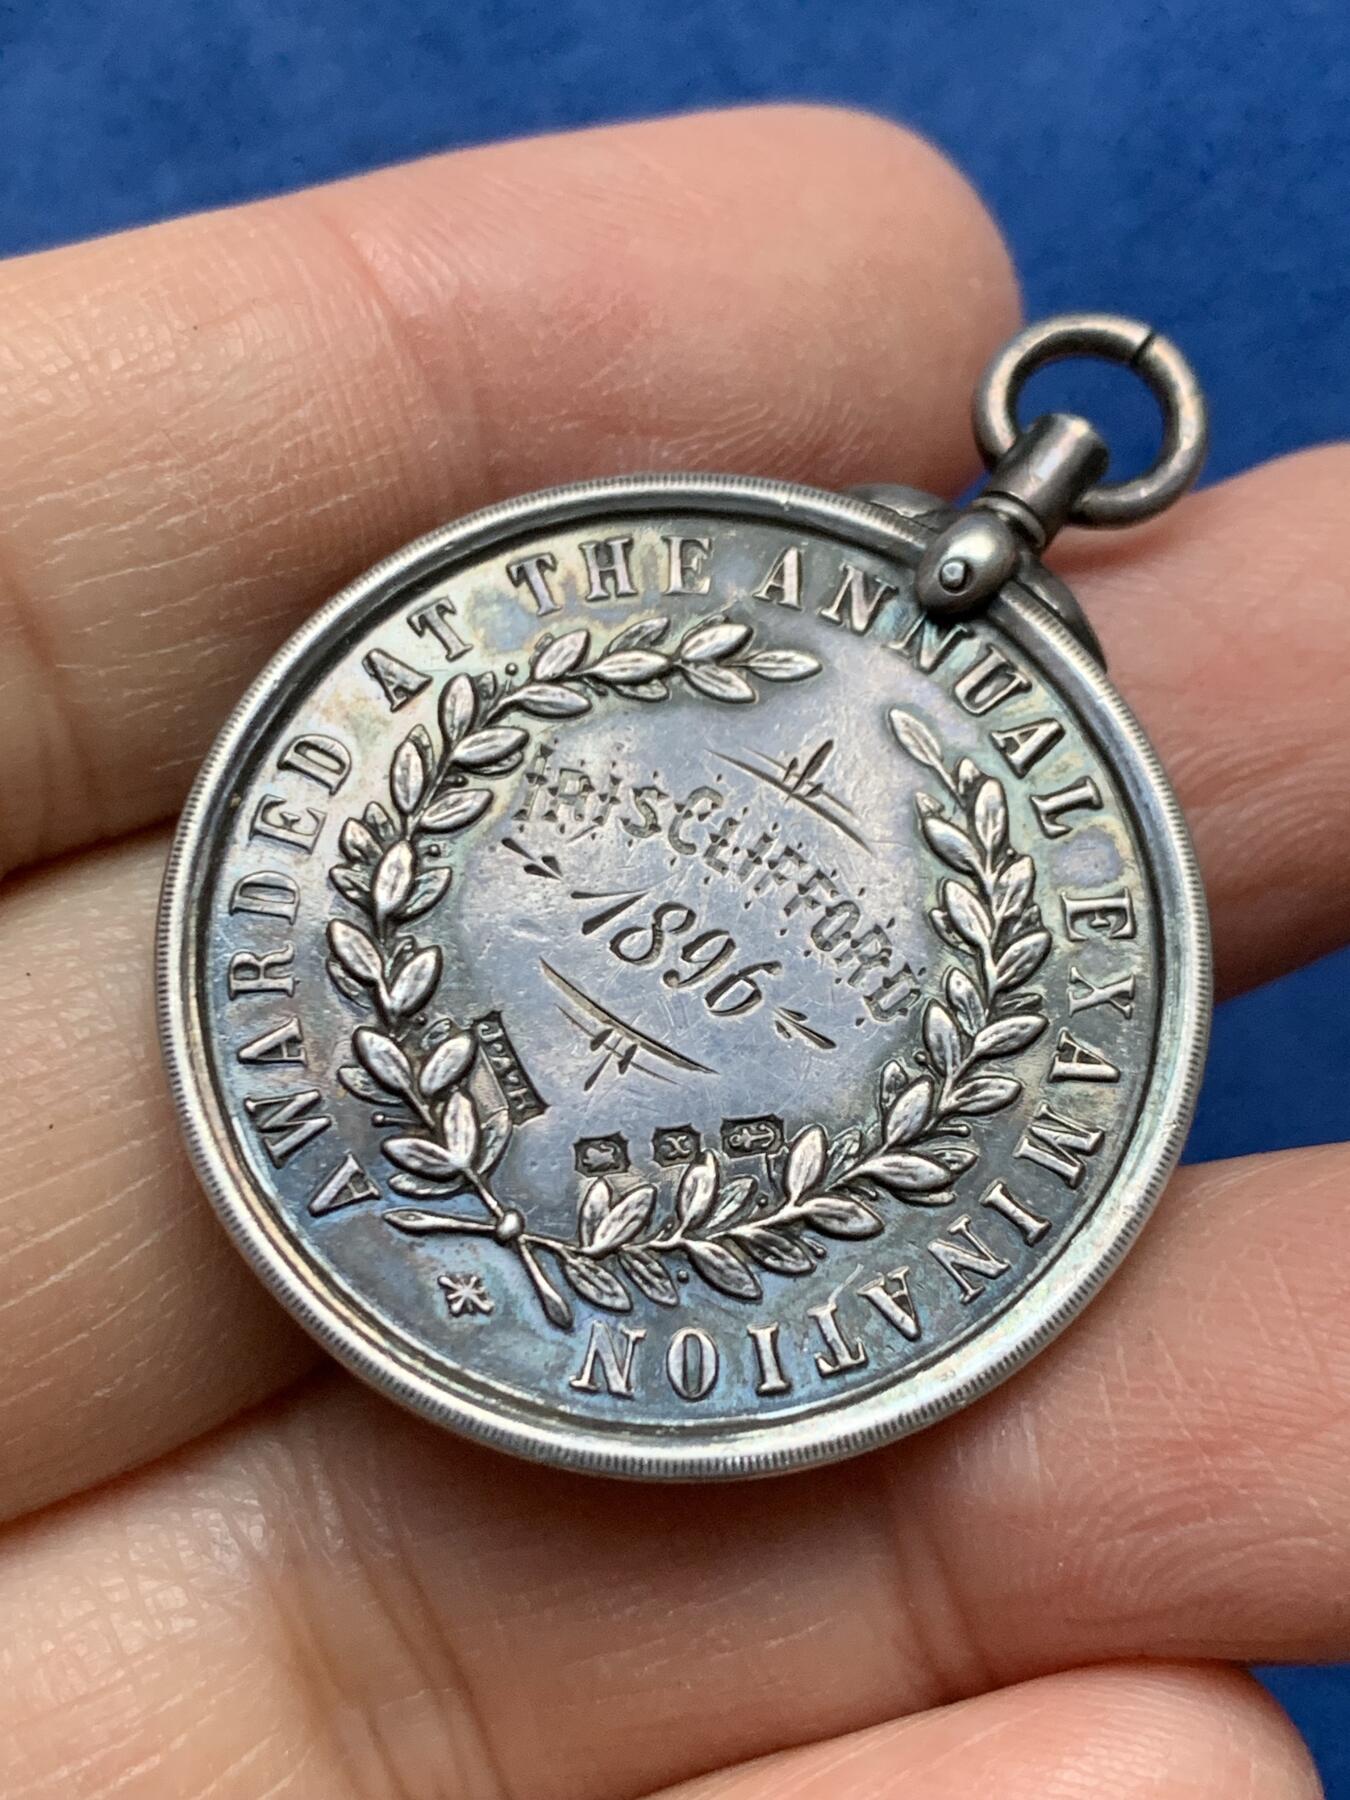 AWARDED AT THE ANNUAL EXAMINATION
IRIS CLIFFORD
1896